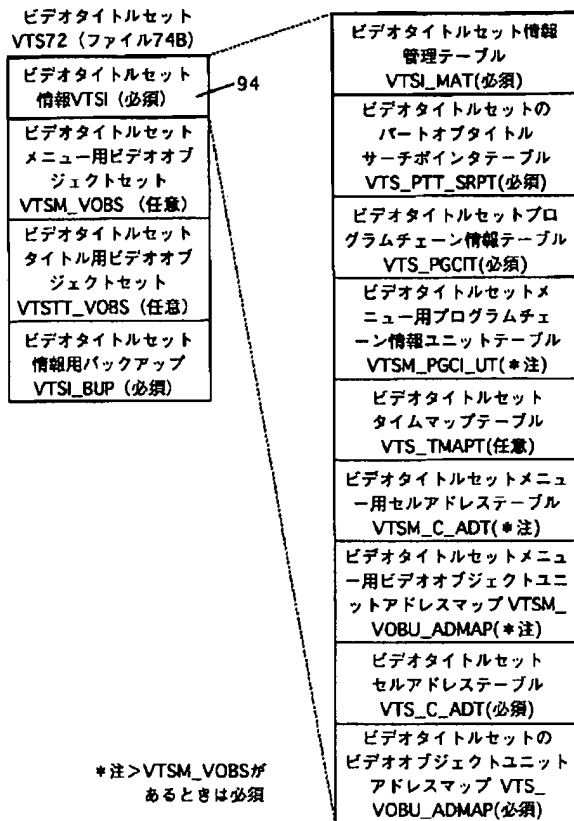 ビデオタイトルセット
VTS72（ファイル74B）
ビデオタイトルセット
情報VTSI（必須）
94
ビデオタイトルセット
メニュー用ビデオオブ
ジェクトセット
VTSM_VOBS（任意）
ビデオタイトルセット
タイトル用ビデオオブ
ジェクトセット
VTSTT_VOBS（任意）
ビデオタイトルセット
情報用バックアップ
VTSI_BUP（必須）
ビデオタイトルセット情報
管理テーブル
VTSI_MAT(必須)
ビデオタイトルセットの
パートオブタイトル
サーチポインタテーブル
VTS_PTT_SRPT(必須)
ビデオタイトルセットプロ
グラムチェーン情報テーブル
VTS_PGCIT(必須)
ビデオタイトルセットメ
ニュー用プログラムチェ
ーン情報ユニットテーブル
VTSM_PGCI_UT(*注)
ビデオタイトルセット
タイムマップテーブル
VTS_TMAPT(任意)
ビデオタイトルセットメニュ
ー用セルアドレステーブル
VTSM_C_ADT(*注)
ビデオタイトルセットメニュ
ー用ビデオオブジェクトユニ
ットアドレスマップ VTSM_
VOBU_ADMAP(*注)
ビデオタイトルセット
セルアドレステーブル
VTS_C_ADT(必須)
ビデオタイトルセットの
ビデオオブジェクトユニット
アドレスマップ VTS_
VOBU_ADMAP(必須)
*注>VTSM_VOBSが
あるときは必須